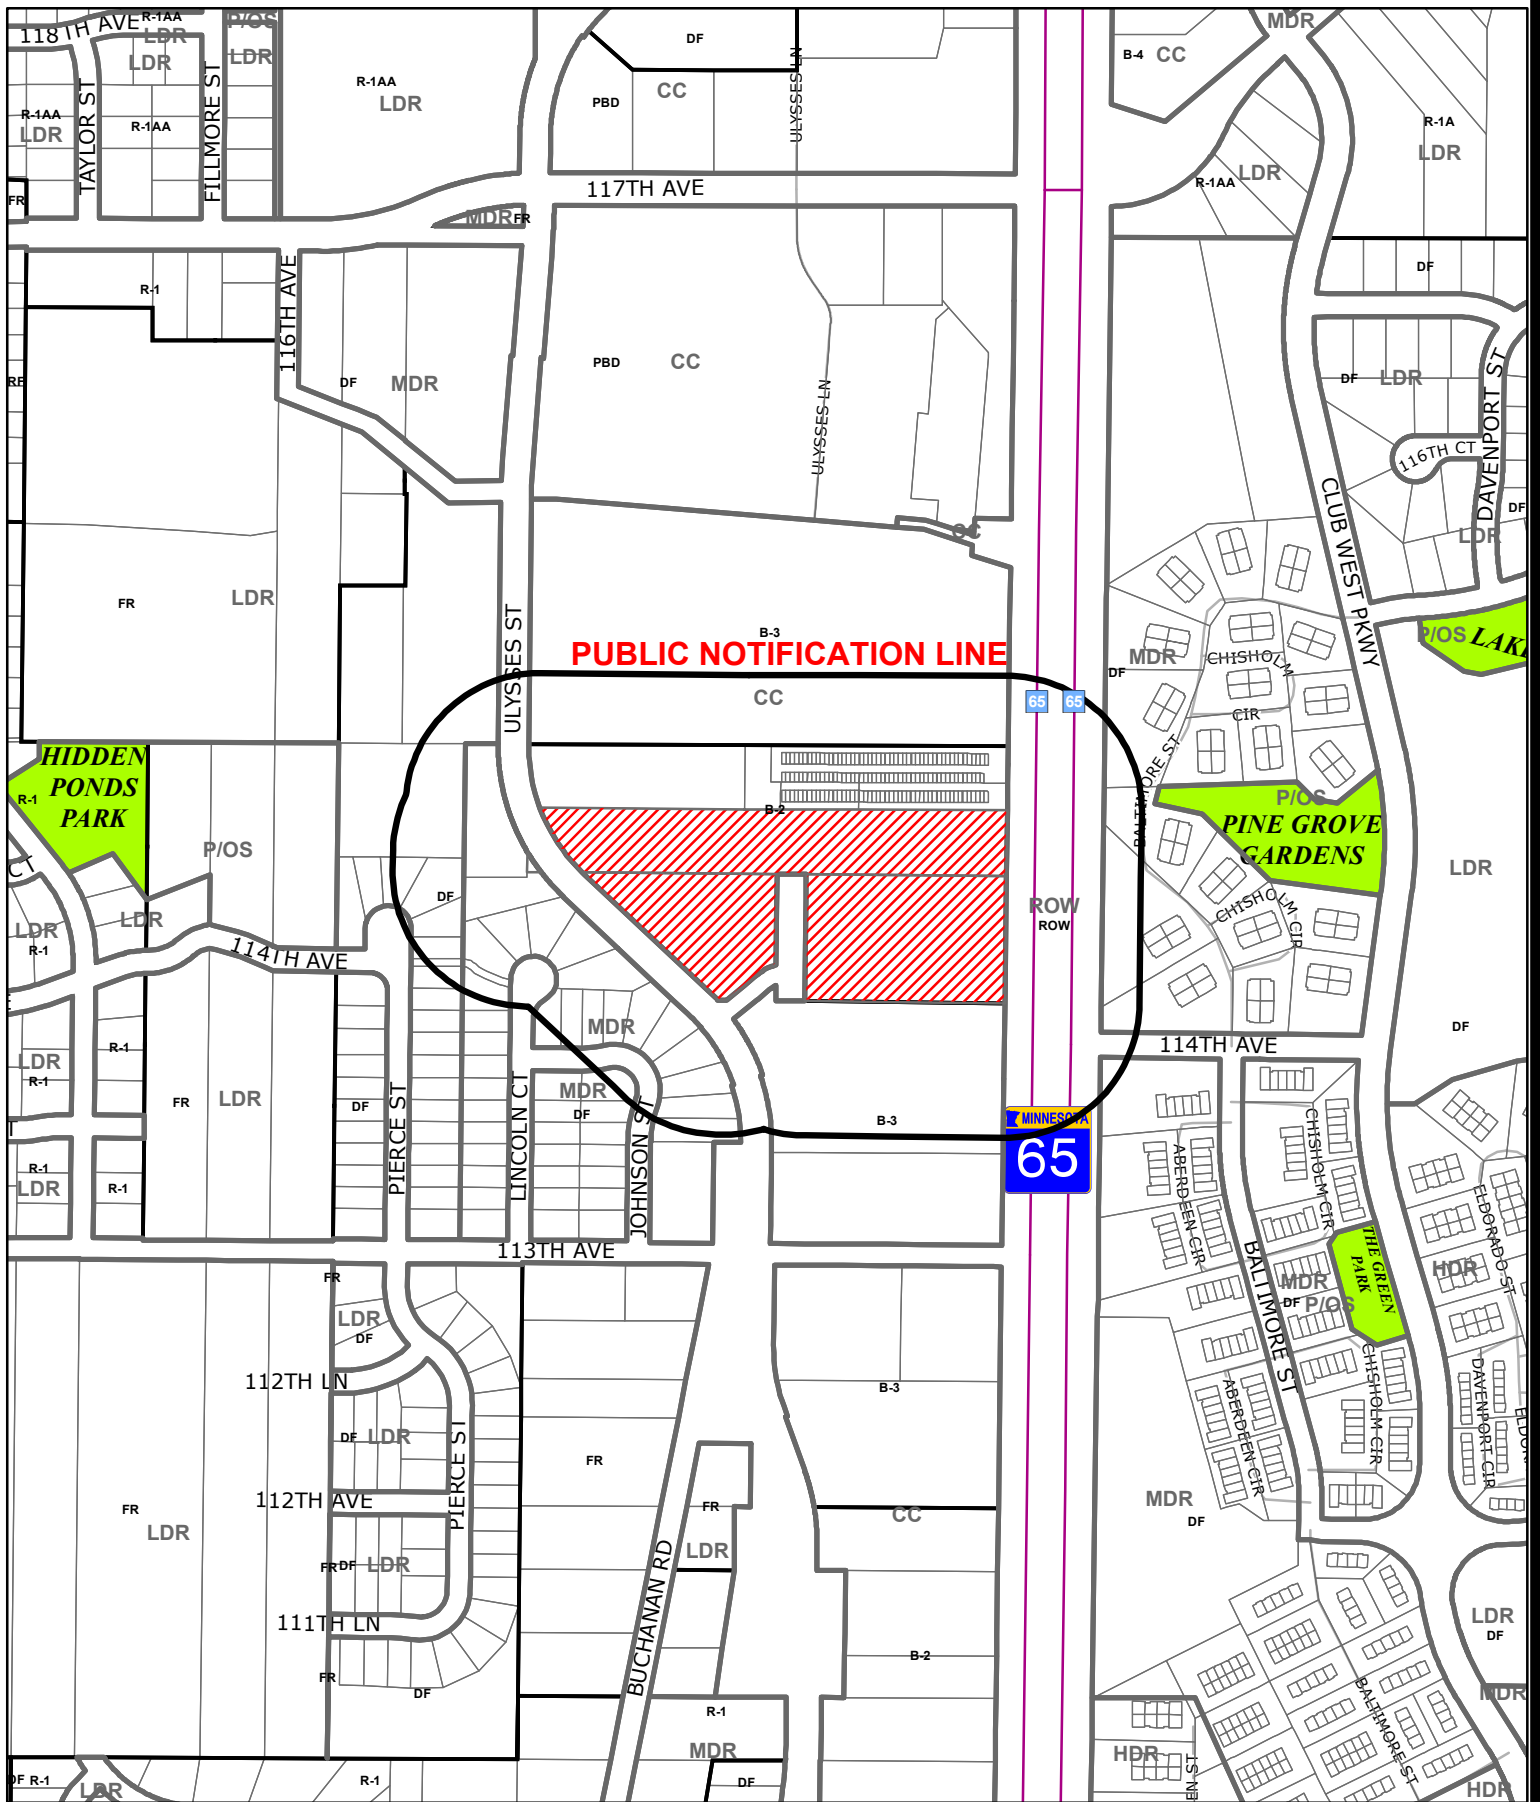 118TH AVE
R-1AA
LDR
P/OS
LDR
LDR
R-1AA
LDR
R-1AA
TAYLOR ST
FILLMORE ST
FR
R-1AA
LDR
DF
PBD
CC
ULYSSES LN
MDR
B-4 CC
R-1A
LDR
LDR
R-1AA
117TH AVE
MDR FR
R-1
116TH AVE
DF MDR
RF
PBD CC
ULYSSES LN
CC
DF
DF LDR
DAVENPORT ST
116TH CT
DF
LDR
CLUB WEST PKWY
FR
LDR
ULYSSES ST
B-3
PUBLIC NOTIFICATION LINE
CC
65
65
MDR
DF
CHISHOLM
CIR
P/OS LAKE
BALTIMORE ST
HIDDEN
PONDS
PARK
R-1
P/OS
CT
B-2
P/OS
PINE GROVE
GARDENS
LDR
DF
LDR
R-1
LDR
114TH AVE
ROW
ROW
CHISHOLM CIR
MDR
DF
114TH AVE
LDR
R-1
R-1
FR LDR
DF
PIERCE ST
LINCOLN CT
MDR
DF
JOHNSON ST
B-3
MINNESOTA
65
R-1
LDR
R-1
ABERDEEN CIR
CHISHOLM CIR
ELDORADO ST
HDR
113TH AVE
BALTIMORE ST
MDR
DF P/OS
THE GREEN
PARK
FR
LDR
DF
112TH LN
B-3
ABERDEEN CIR
CHISHOLM CIR
DAVENPORT CIR
DF LDR
PIERCE ST
FR
112TH AVE
FR
LDR
FR
LDR
CC
MDR
DF
FR DF LDR
111TH LN
BUCHANAN RD
LDR
DF
FR
DF
B-2
R-1
MDR
DF
MDR
BALTIMORE ST
HDR
HDR
DF R-1
LDR
R-1